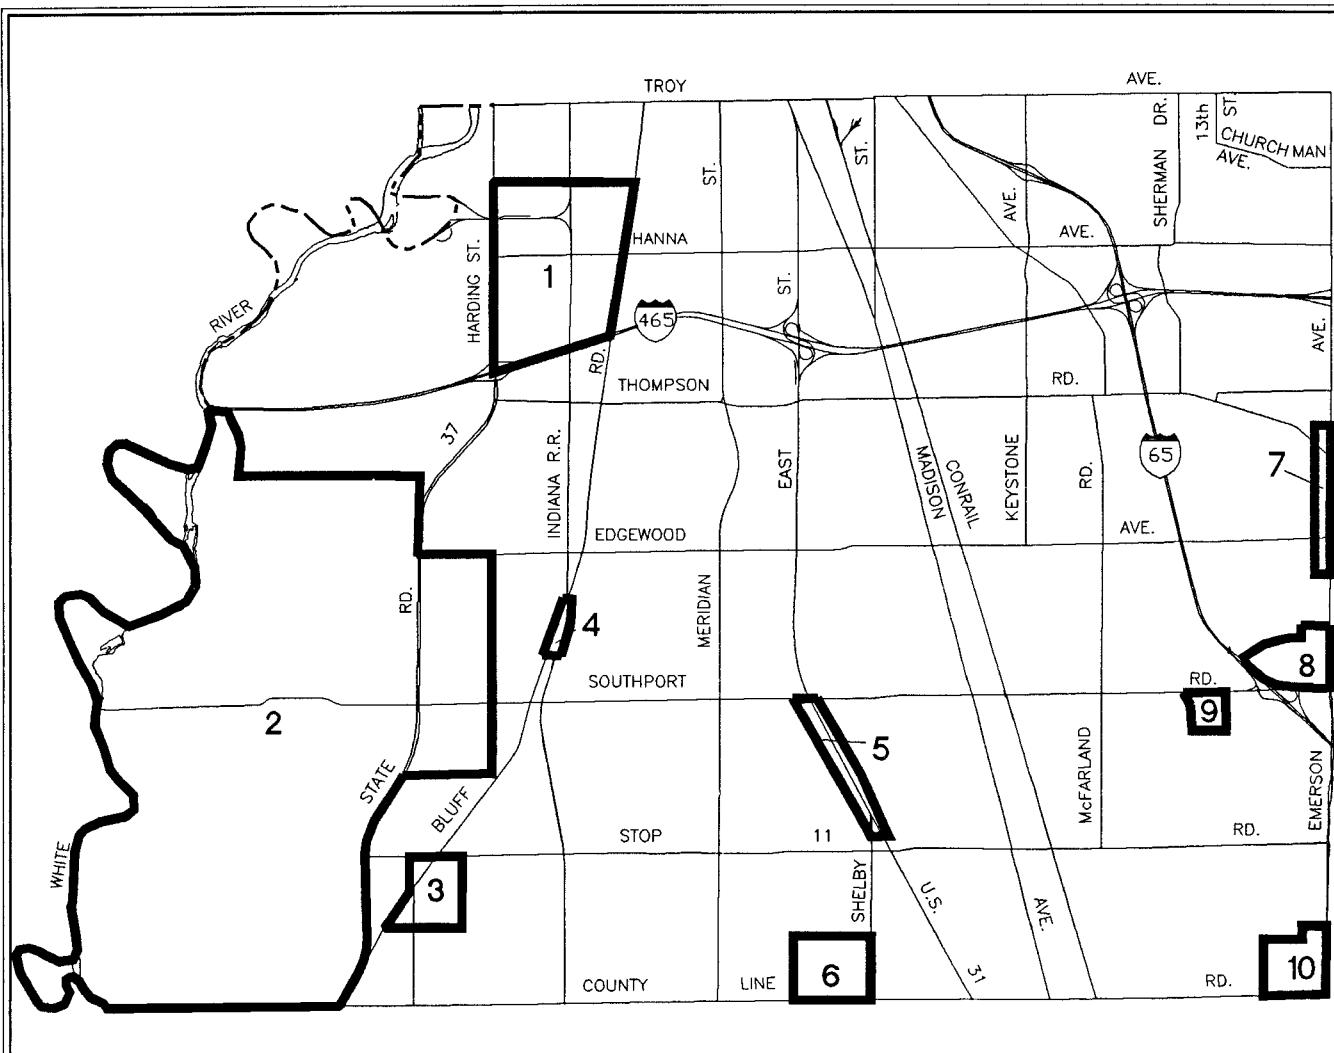 TROY
AVE.
13th
ST.
SHERMAN DR.
CHURCHMAN
AVE.
ST.
ST.
AVE.
AVE.
HANNA
HARDING ST.
1
ST.
RIVER
465
AVE.
RD.
THOMPSON
RD.
37
INDIANA R.R.
EAST
MADISON
CONRAIL
KEYSTONE
RD.
65
7
EDGEWOOD
AVE.
RD.
MERIDIAN
4
SOUTHPORT
RD.
8
9
2
5
McFARLAND
EMERSON
STATE
BLUFF
STOP
11
RD.
WHITE
3
SHELBY
U.S.
AVE.
31
6
10
COUNTY
LINE
RD.